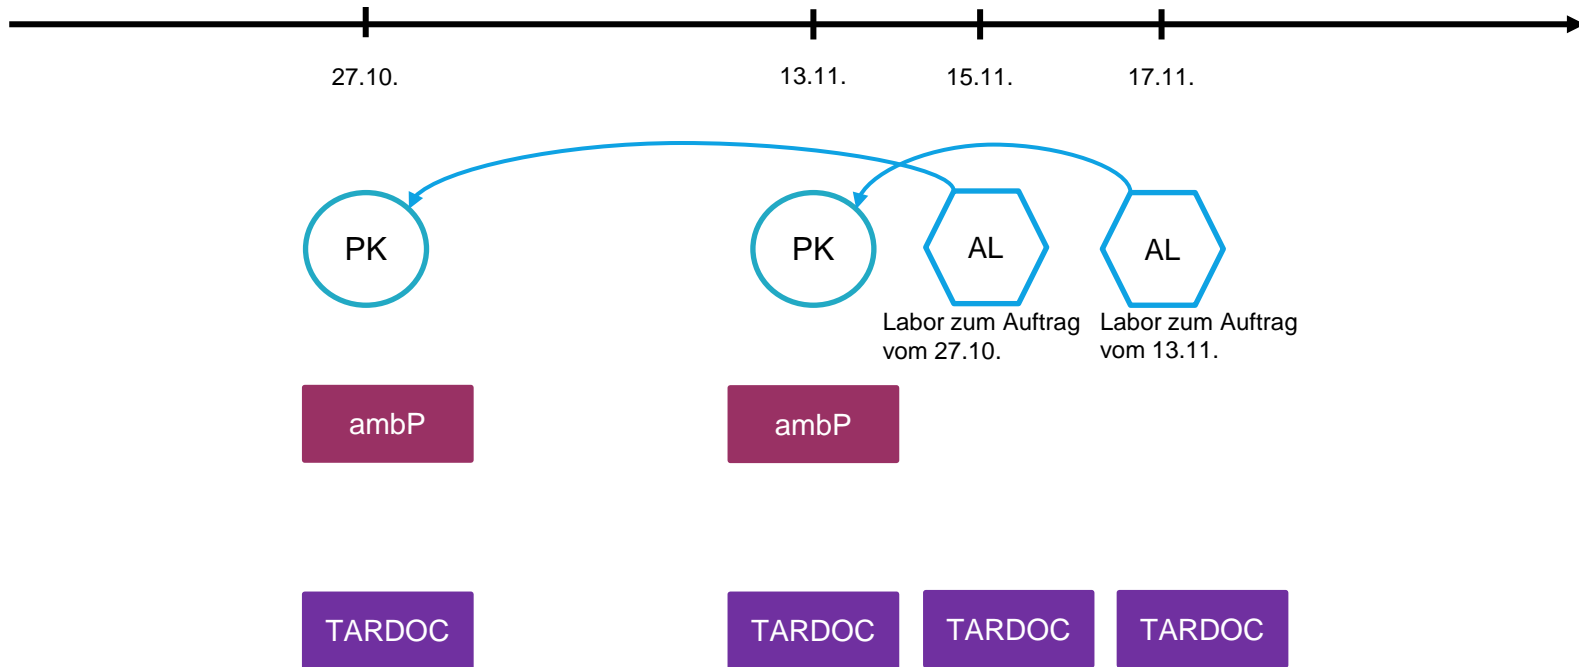 27.10.
13.11.
15.11.
17.11.
PK
PK
AL
AL
Labor zum Auftrag
vom 27.10.
Labor zum Auftrag
vom 13.11.
ambP
ambP
TARDOC
TARDOC
TARDOC
TARDOC